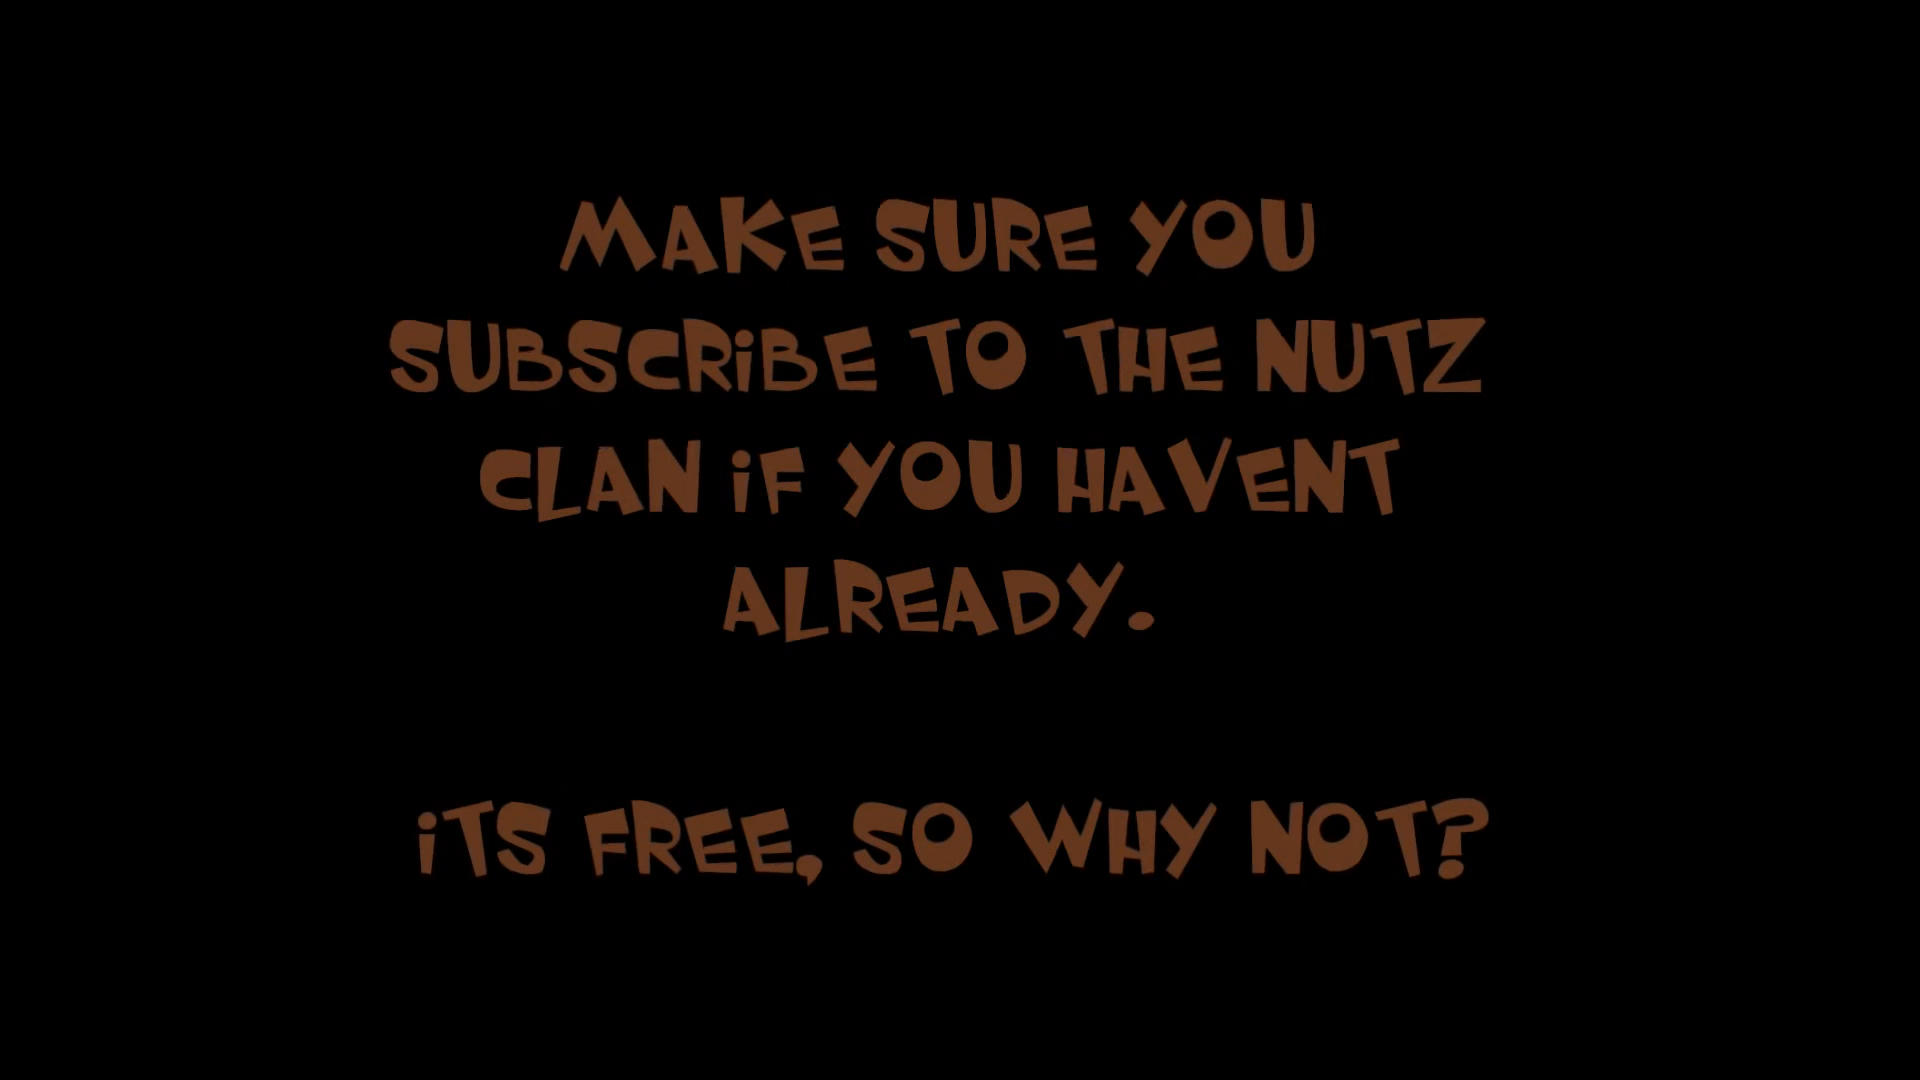 MAKE SURE YOU
SUBSCRiBE TO THE NUTZ
CLAN iF YOU HAVENT
ALREADY.
iTS FREE, SO WHY NOT?